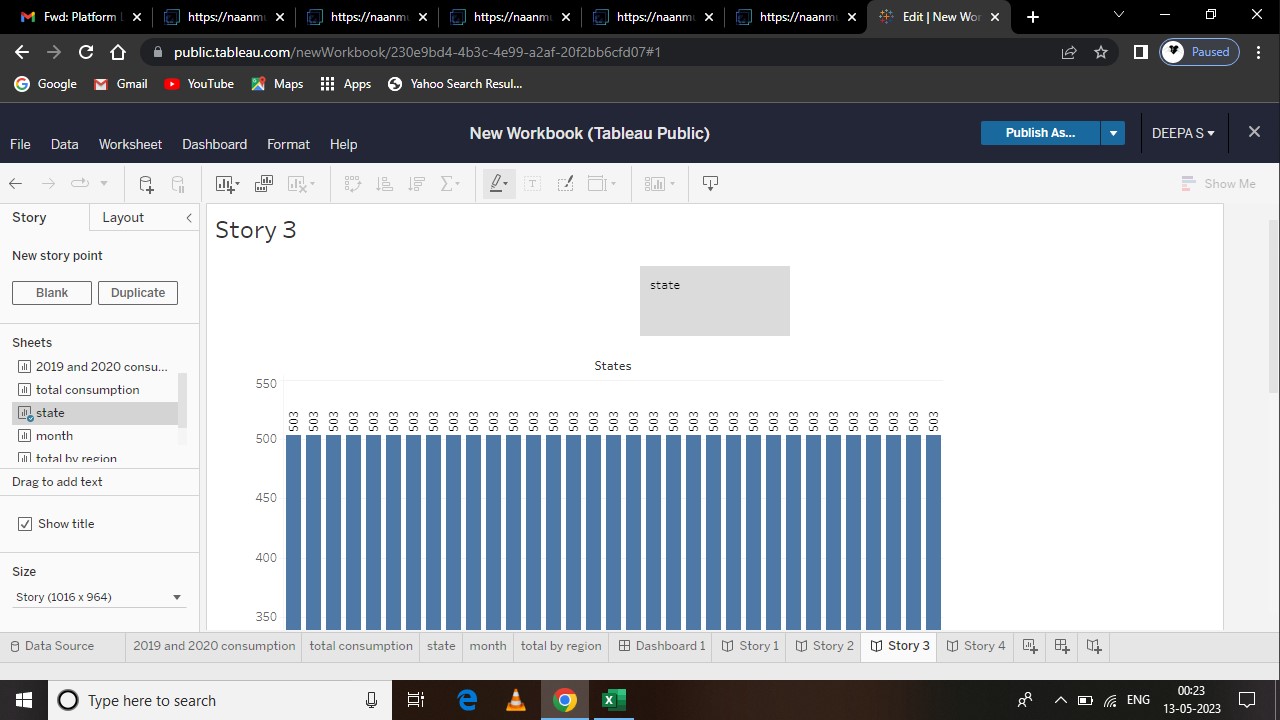 Fwd: Platform
https://naanmu
https://naanmu
https://naanmu
https://naanmu
https://naanmu
Edit | New Wor
public.tableau.com/newWorkbook/230e9bd4-4b3c-4e99-a2af-20f2bb6cfd07#1
Paused
Google
Gmail
YouTube
Maps
Apps
Yahoo Search Resul...
New Workbook (Tableau Public)
Publish As...
DEEPA S
File Data Worksheet Dashboard Format Help
Show Me
Story
Layout
New story point
Blank
Duplicate
Sheets
2019 and 2020 consu...
total consumption
state
month
total by region
Drag to add text
Show title
Size
Story (1016 x 964)
Story 3
state
States
550
500
450
400
350
503 503 503 503 503 503 503 503 503 503 503 503 503 503 503 503 503 503 503 503 503 503 503 503 503 503 503 503 503 503 503 503 503
Data Source
2019 and 2020 consumption
total consumption
state
month
total by region
Dashboard 1
Story 1
Story 2
Story 3
Story 4
Type here to search
ENG
00:23
13-05-2023